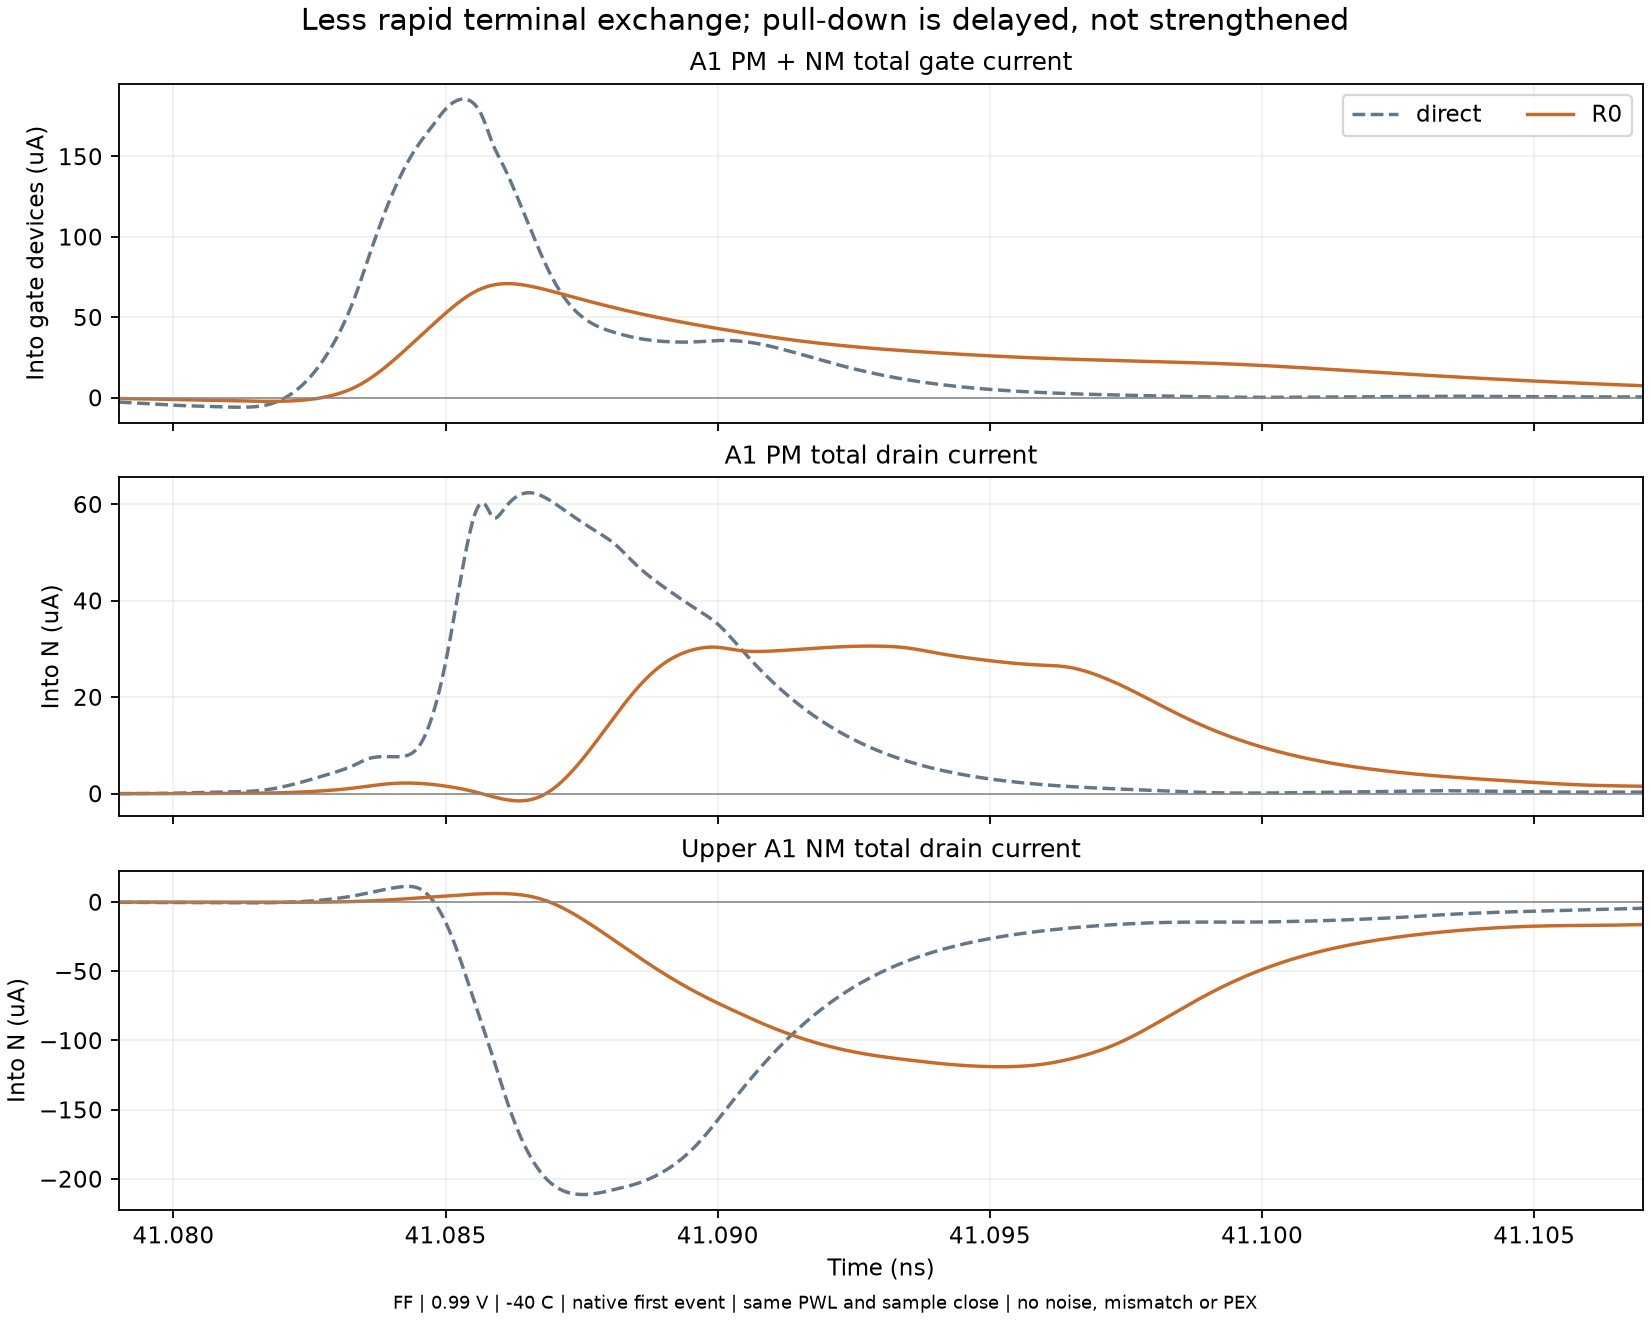 Less rapid terminal exchange; pull-down is delayed, not strengthened
A1 PM + NM total gate current
Into gate devices (uA)
150
100
50
0
direct
R0
A1 PM total drain current
Into N (uA)
60
40
20
0
Upper A1 NM total drain current
Into N (uA)
0
−50
−100
−150
−200
41.080
41.085
41.090
41.095
41.100
41.105
Time (ns)
FF | 0.99 V | -40 C | native first event | same PWL and sample close | no noise, mismatch or PEX